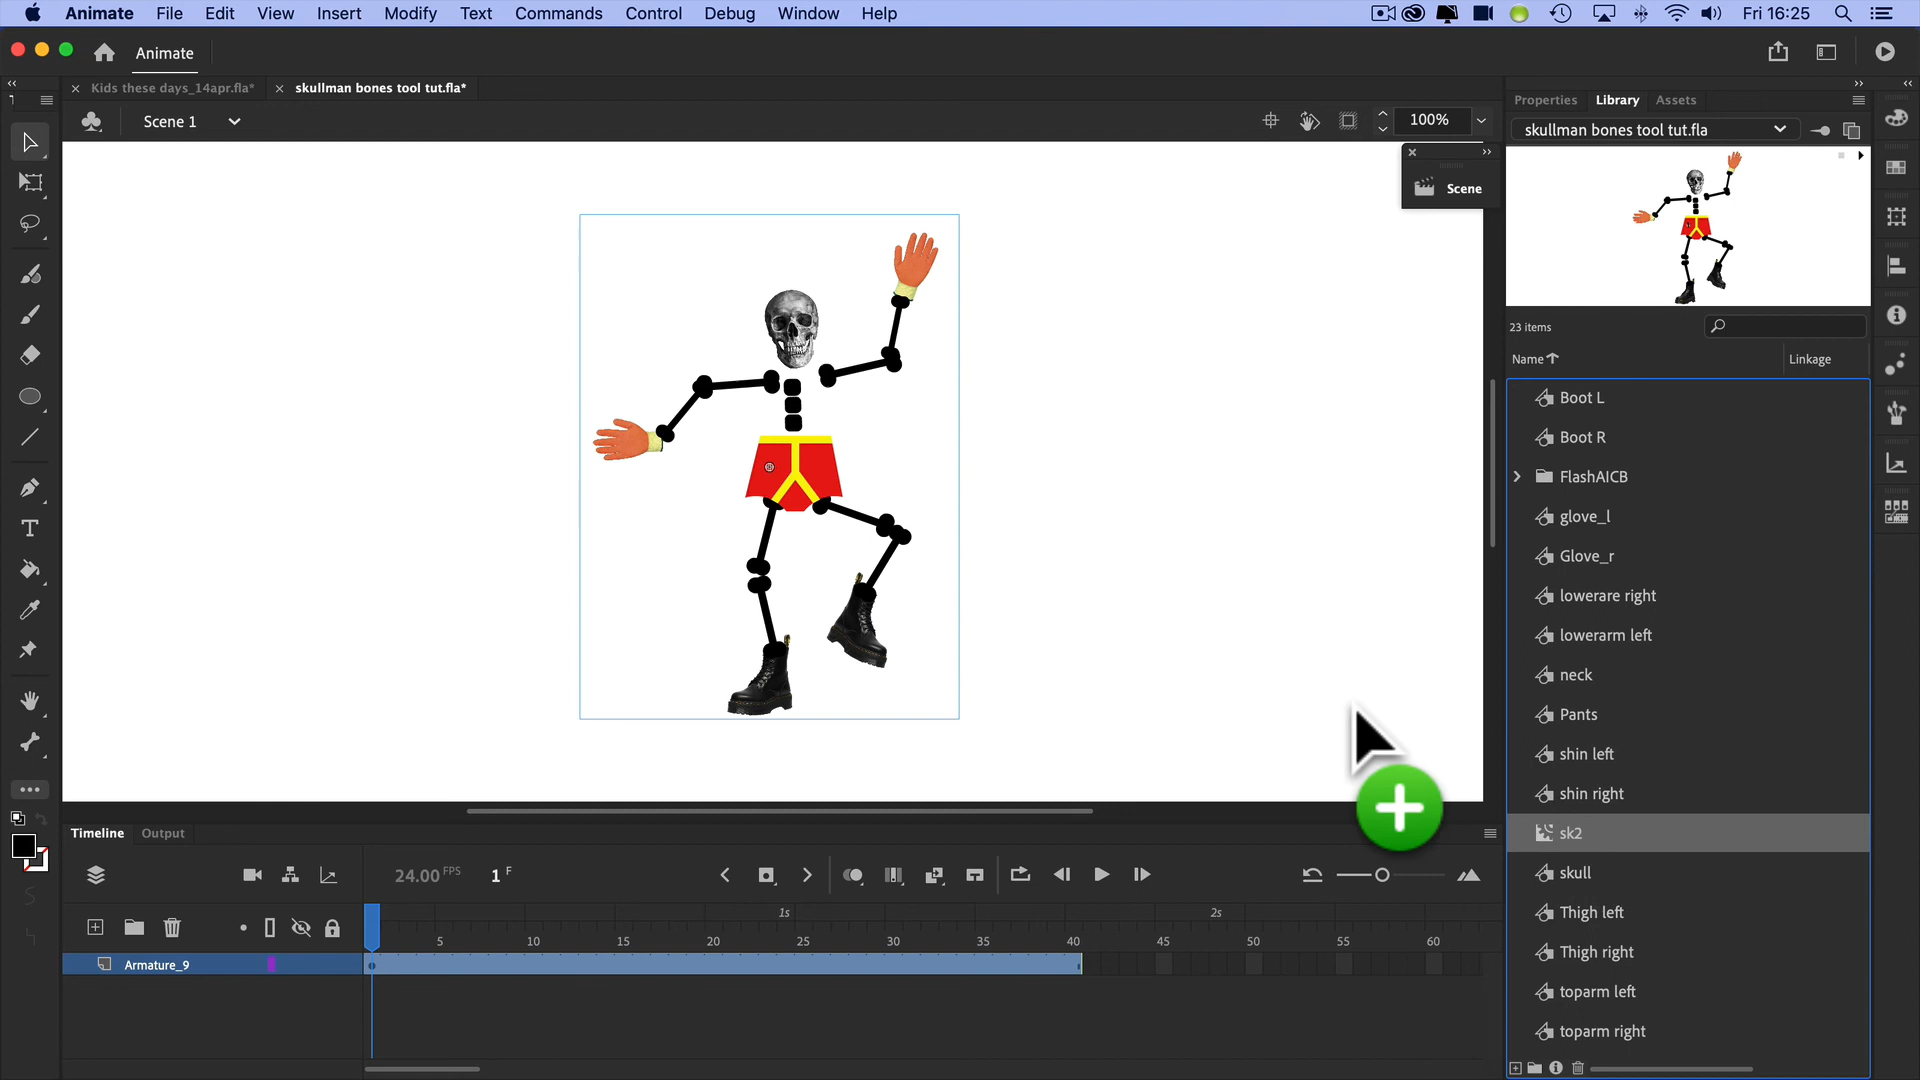 Animate File Edit View Insert Modify Text Commands Control Debug Window Help Fri 16:25
Animate
Kids these days_14apr.fla* skullman bones tool tut.fla*
Scene 1 100%
Scene
Properties Library Assets
skullman bones tool tut.fla
23 items
Name Linkage
Boot L
Boot R
FlashAICB
glove_l
Glove_r
lowerare right
lowerarm left
neck
Pants
shin left
shin right
sk2
skull
Thigh left
Thigh right
toparm left
toparm right
Timeline Output
24.00 FPS 1 F
1s 2s
5 10 15 20 25 30 35 40 45 50 55 60
Armature_9